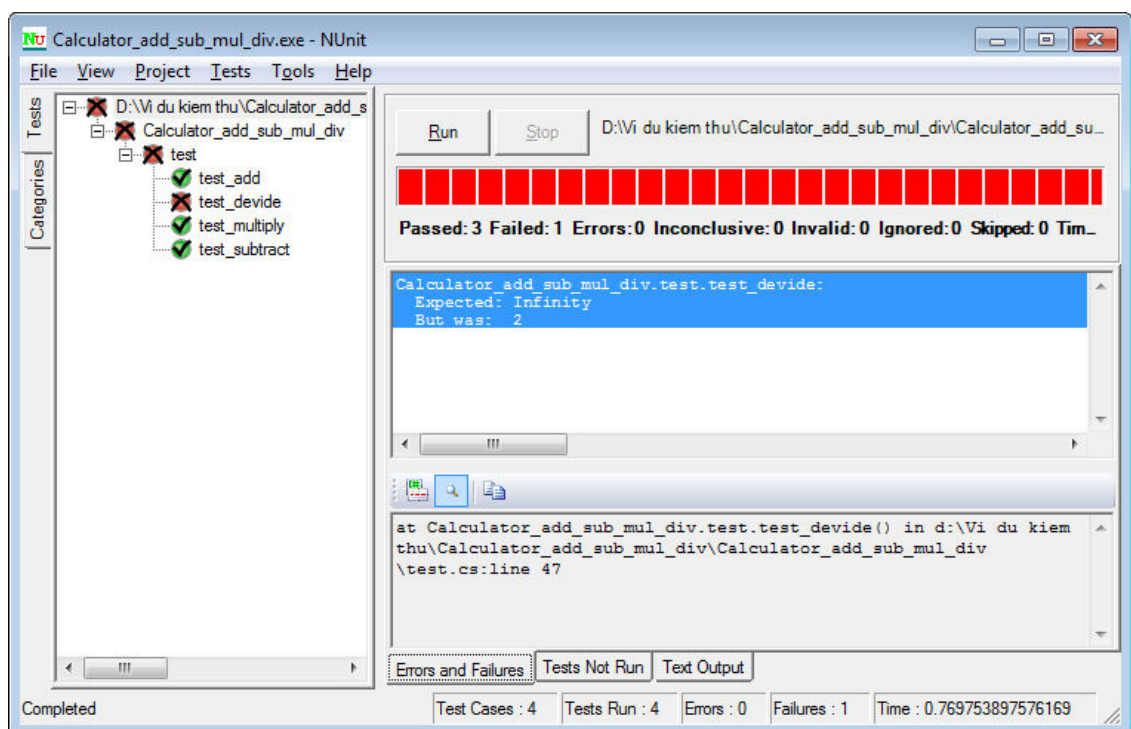 Calculator_add_sub_mul_div.exe - NUnit
File View Project Tests Tools Help
Tests
Categories
D:\Vi du kiem thu\Calculator_add_s
Calculator_add_sub_mul_div
test
test_add
test_devide
test_multiply
test_subtract
Run Stop D:\Vi du kiem thu\Calculator_add_sub_mul_div\Calculator_add_su...
Passed: 3 Failed: 1 Errors: 0 Inconclusive: 0 Invalid: 0 Ignored: 0 Skipped: 0 Tim...
Calculator_add_sub_mul_div.test.test_devide:
Expected: Infinity
But was: 2
at Calculator_add_sub_mul_div.test.test_devide() in d:\Vi du kiem
thu\Calculator_add_sub_mul_div\Calculator_add_sub_mul_div
\test.cs:line 47
Errors and Failures Tests Not Run Text Output
Completed Test Cases : 4 Tests Run : 4 Errors : 0 Failures : 1 Time : 0.769753897576169